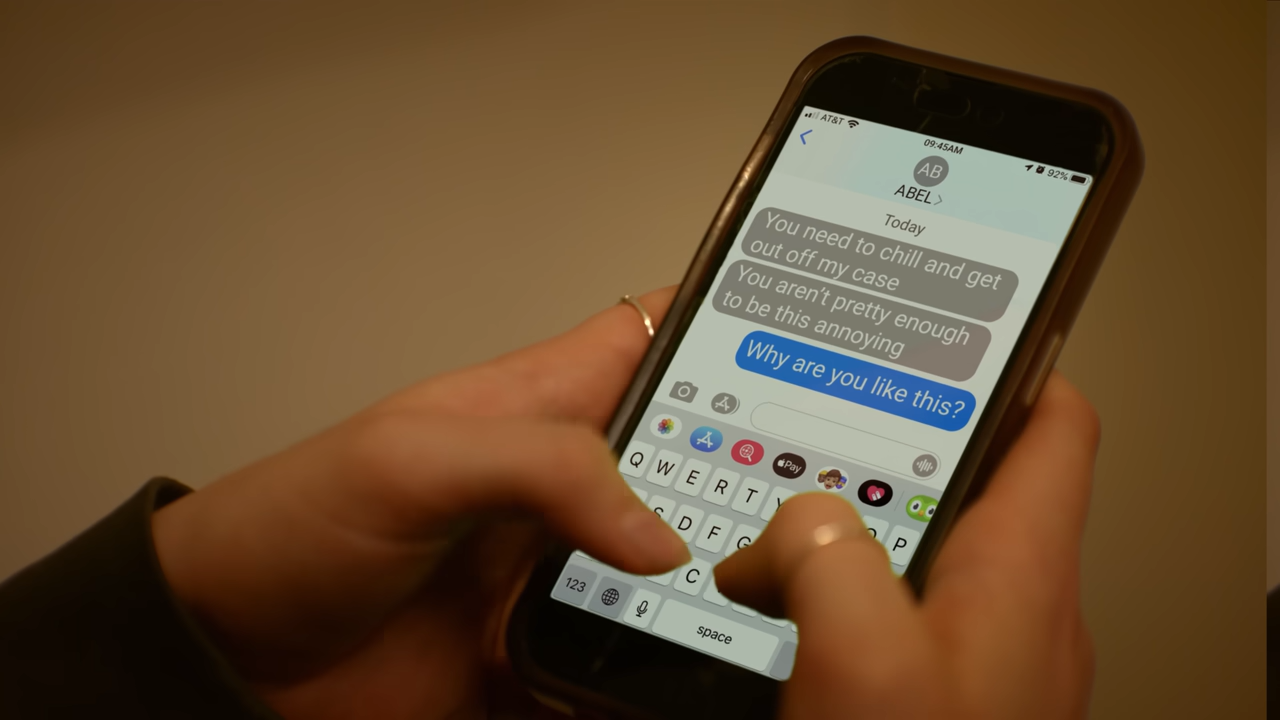 AT&T
09:45AM
92%
AB
ABEL
Today
You need to chill and get
out off my case
You aren't pretty enough
to be this annoying
Why are you like this?
Pay
Q W E R T Y O P
S D F G
C
123
space